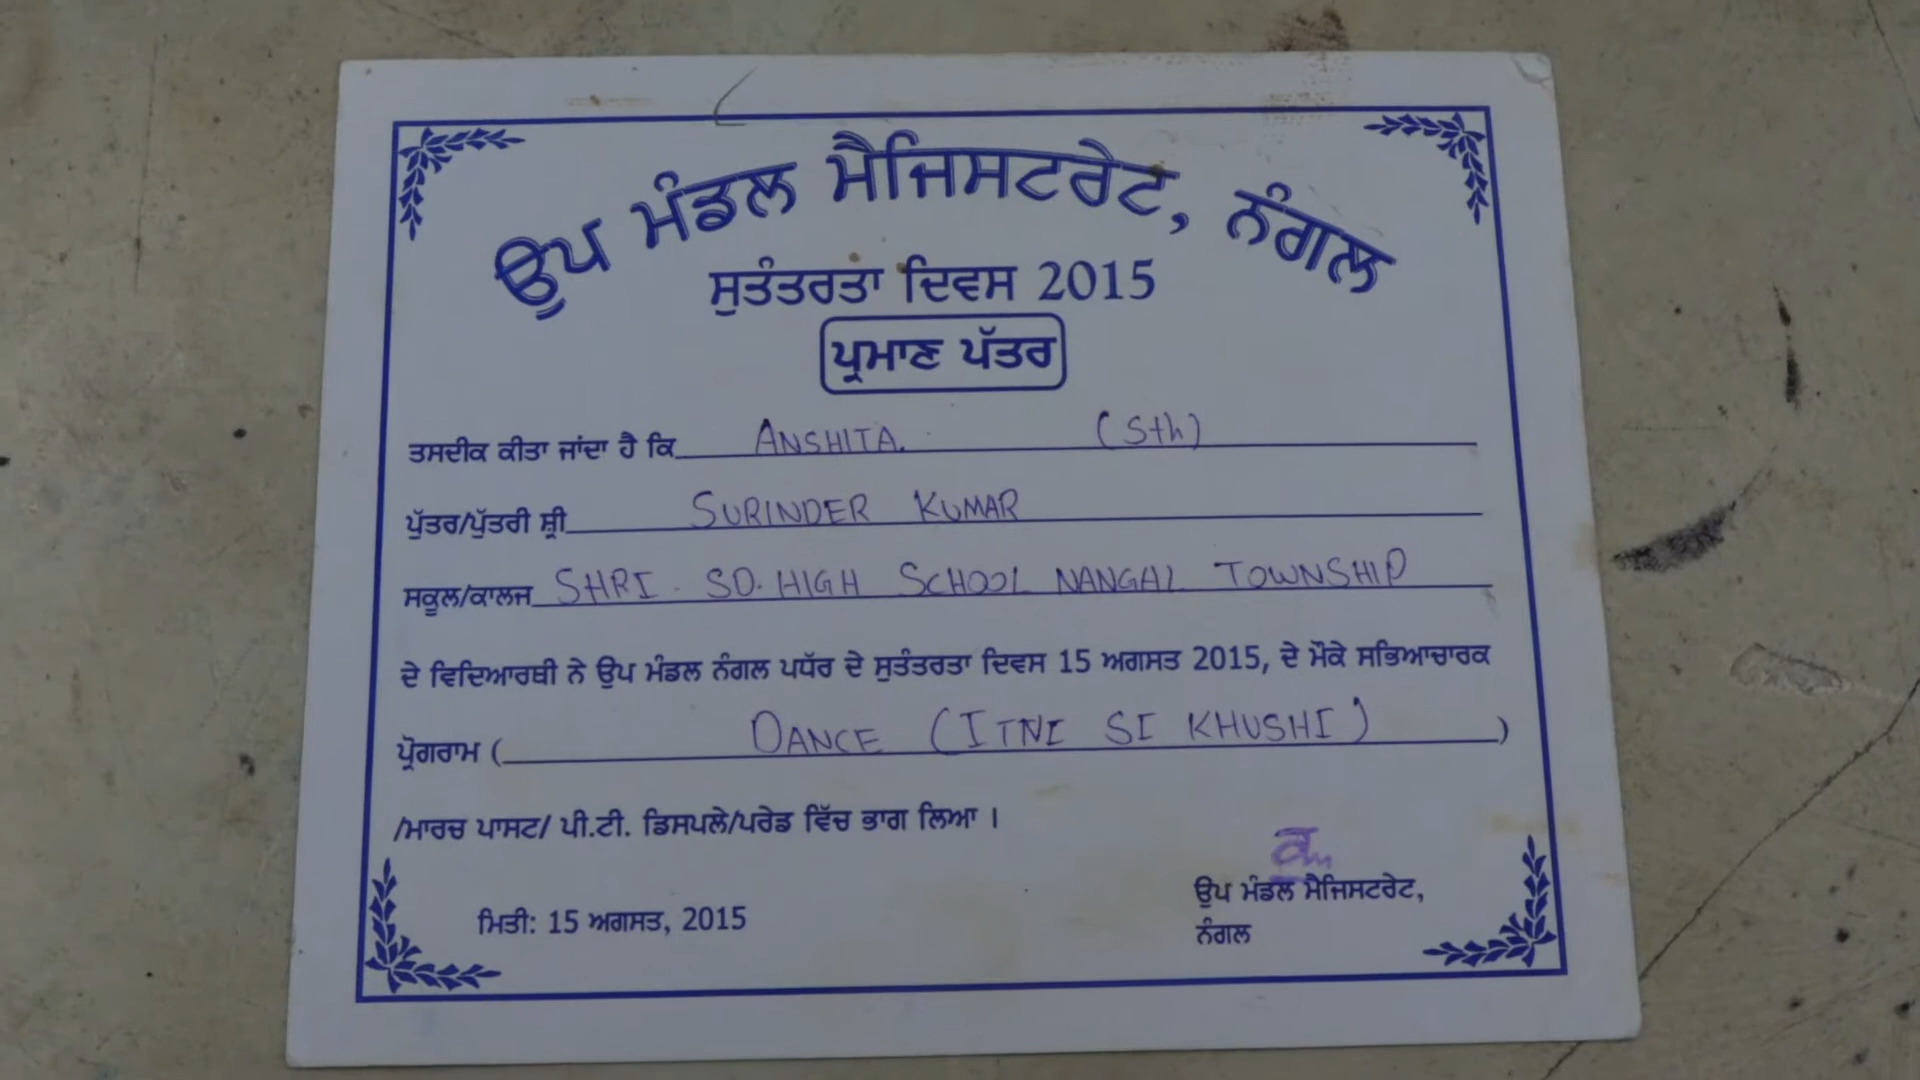 ਉਪ ਮੰਡਲ ਮੈਜਿਸਟਰੇਟ, ਨੰਗਲ
ਸੁਤੰਤਰਤਾ ਦਿਵਸ 2015
ਪ੍ਰਮਾਣ ਪੱਤਰ
ਤਸਦੀਕ ਕੀਤਾ ਜਾਂਦਾ ਹੈ ਕਿ ANSHITA. (5th)
ਪੁੱਤਰ/ਪੁੱਤਰੀ ਸ਼੍ਰੀ SURINDER KUMAR
ਸਕੂਲ/ਕਾਲਜ SHRI. SD. HIGH SCHOOL NANGAL TOWNSHIP
ਦੇ ਵਿਦਿਆਰਥੀ ਨੇ ਉਪ ਮੰਡਲ ਨੰਗਲ ਪਧੱਰ ਦੇ ਸੁਤੰਤਰਤਾ ਦਿਵਸ 15 ਅਗਸਤ 2015, ਦੇ ਮੌਕੇ ਸਭਿਆਚਾਰਕ
ਪ੍ਰੋਗਰਾਮ ( DANCE (ITNI SI KHUSHI) )
/ਮਾਰਚ ਪਾਸਟ/ ਪੀ.ਟੀ. ਡਿਸਪਲੇ/ਪਰੇਡ ਵਿੱਚ ਭਾਗ ਲਿਆ ।
ਉਪ ਮੰਡਲ ਮੈਜਿਸਟਰੇਟ,
ਮਿਤੀ: 15 ਅਗਸਤ, 2015
ਨੰਗਲ